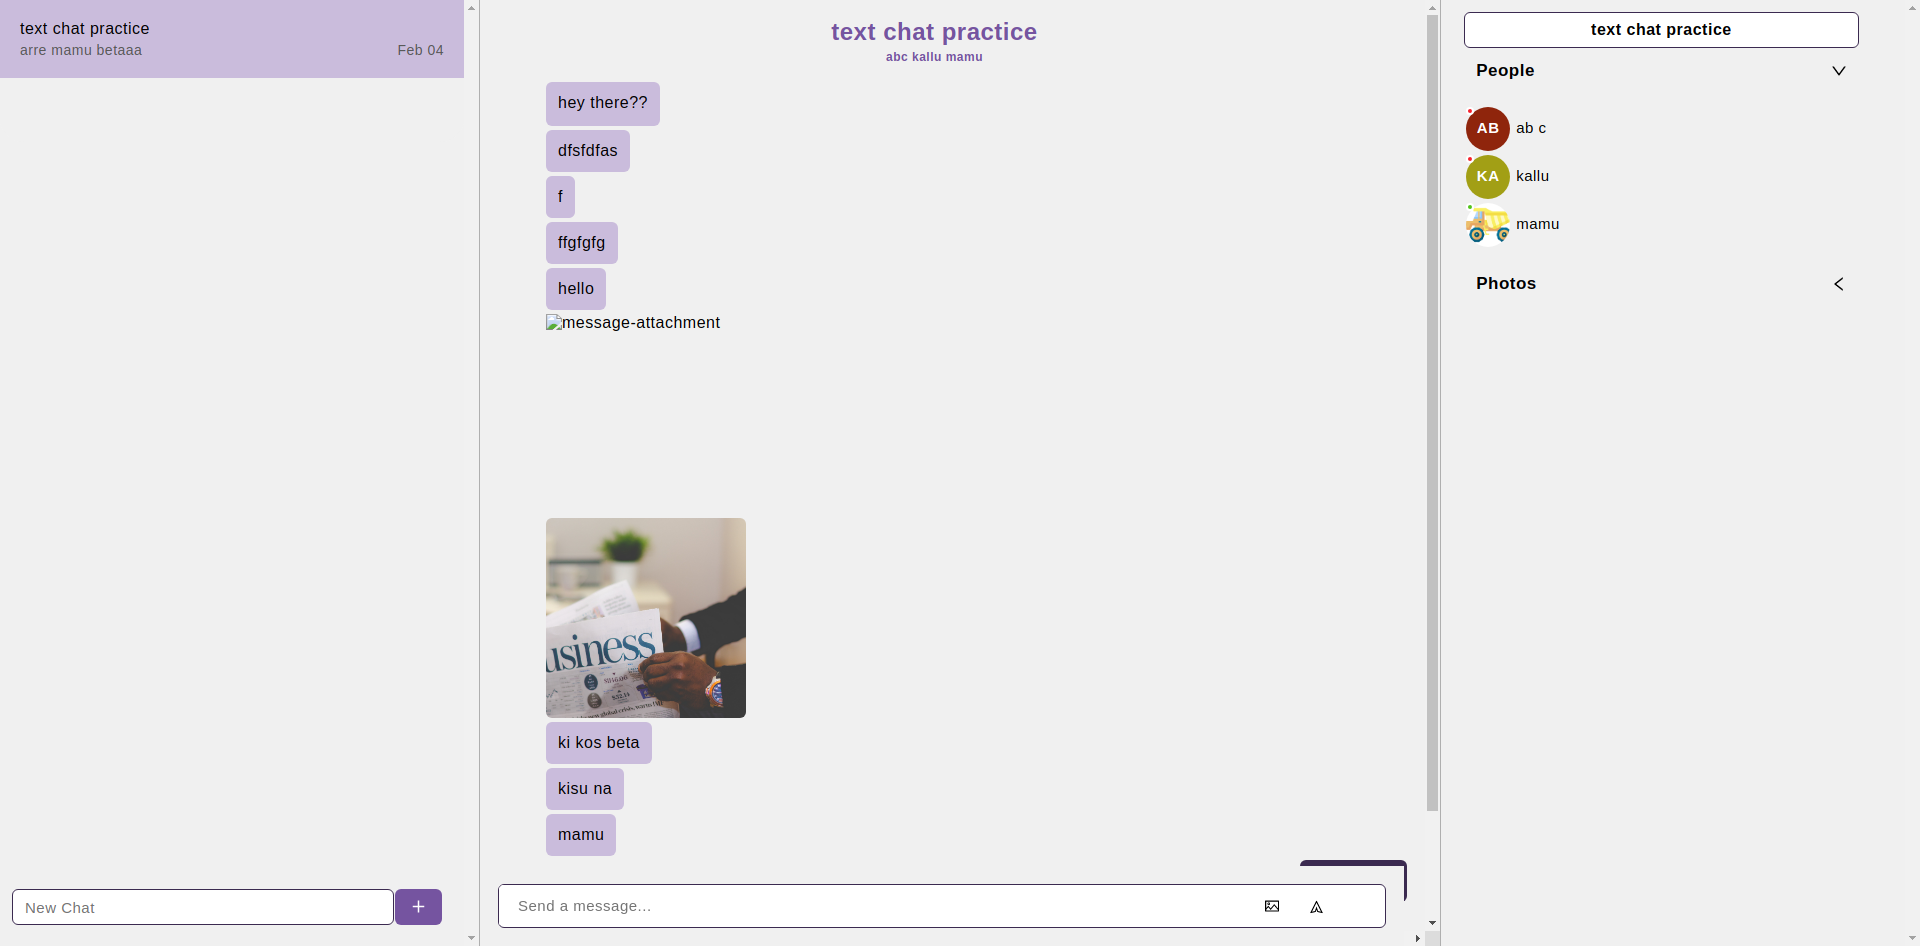 text chat practice
arre mamu betaaa
Feb 04
New Chat
+
text chat practice
abc kallu mamu
hey there??
dfsfdfas
f
ffgfgfg
hello
message-attachment
usiness
ki kos beta
kisu na
mamu
Send a message...
text chat practice
People
AB ab c
KA kallu
mamu
Photos